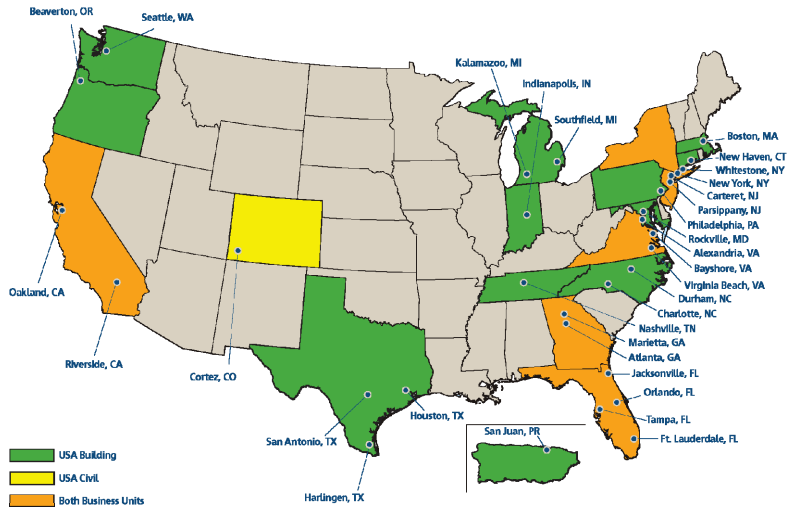 Beaverton, OR
Seattle, WA
Kalamazoo, MI
Indianapolis, IN
Southfield, MI
Boston, MA
New Haven, CT
Whitestone, NY
New York, NY
Carteret, NJ
Parsippany, NJ
Philadelphia, PA
Rockville, MD
Alexandria, VA
Bayshore, VA
Virginia Beach, VA
Durham, NC
Charlotte, NC
Nashville, TN
Marietta, GA
Atlanta, GA
Jacksonville, FL
Orlando, FL
Tampa, FL
Ft. Lauderdale, FL
Oakland, CA
Riverside, CA
Cortez, CO
Houston, TX
San Antonio, TX
Harlingen, TX
San Juan, PR
USA Building
USA Civil
Both Business Units